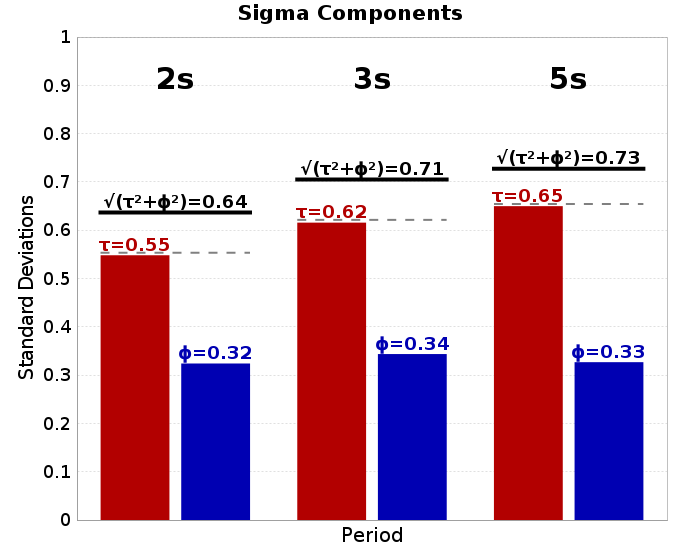 Sigma Components
1
0.9
0.8
0.7
0.6
0.5
0.4
0.3
0.2
0.1
0
Standard Deviations
2s
3s
5s
√(τ²+ϕ²)=0.64
√(τ²+ϕ²)=0.71
√(τ²+ϕ²)=0.73
τ=0.55
τ=0.62
τ=0.65
ϕ=0.32
ϕ=0.34
ϕ=0.33
Period